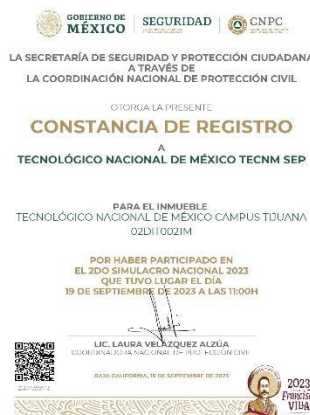 GOBIERNO DE MÉXICO SEGURIDAD CNPC
LA SECRETARÍA DE SEGURIDAD Y PROTECCIÓN CIUDADANA
A TRAVÉS DE
LA COORDINACIÓN NACIONAL DE PROTECCIÓN CIVIL
OTORGA LA PRESENTE
CONSTANCIA DE REGISTRO
A
TECNOLÓGICO NACIONAL DE MÉXICO TECNM SEP
PARA EL INMUEBLE
TECNOLÓGICO NACIONAL DE MÉXICO CAMPUS TIJUANA
02DIT0021M
POR HABER PARTICIPADO EN
EL 2DO SIMULACRO NACIONAL 2023
QUE TUVO LUGAR EL DÍA
19 DE SEPTIEMBRE DE 2023 A LAS 11:00H
LIC. LAURA VELÁZQUEZ ALZÚA
COORDINADORA NACIONAL DE PROTECCIÓN CIVIL
BAJA CALIFORNIA, 19 DE SEPTIEMBRE DE 2023
2023
Francisco
VILLA